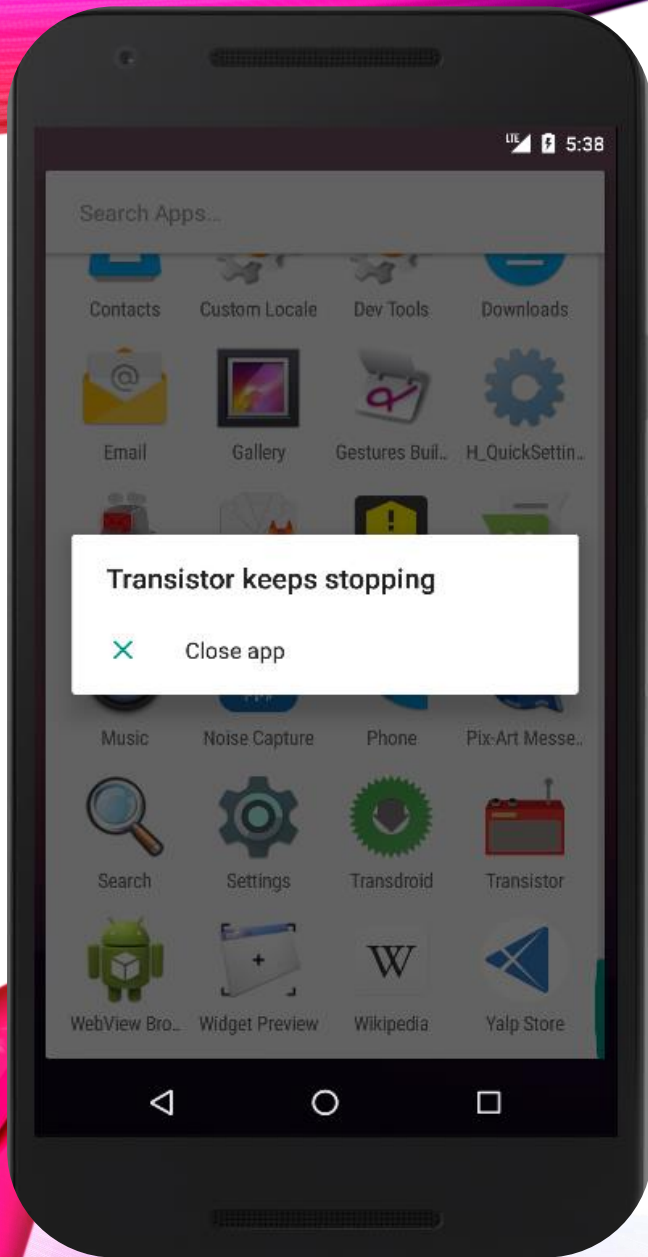 LTE 5:38
Search Apps...
Contacts Custom Locale Dev Tools Downloads
Email Gallery Gestures Buil.. H_QuickSettin..
Transistor keeps stopping
Close app
Music Noise Capture Phone Pix-Art Messe..
Search Settings Transdroid Transistor
WebView Bro.. Widget Preview Wikipedia Yalp Store